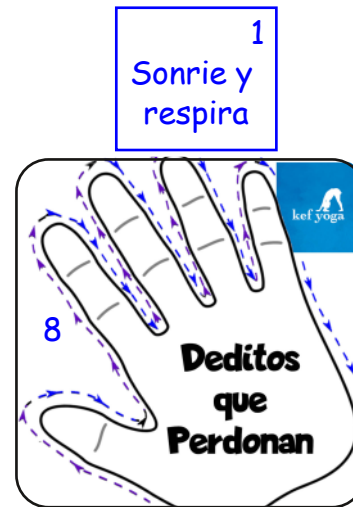 1
Sonrie y
respira
kef yoga
8
Deditos
que
Perdonan